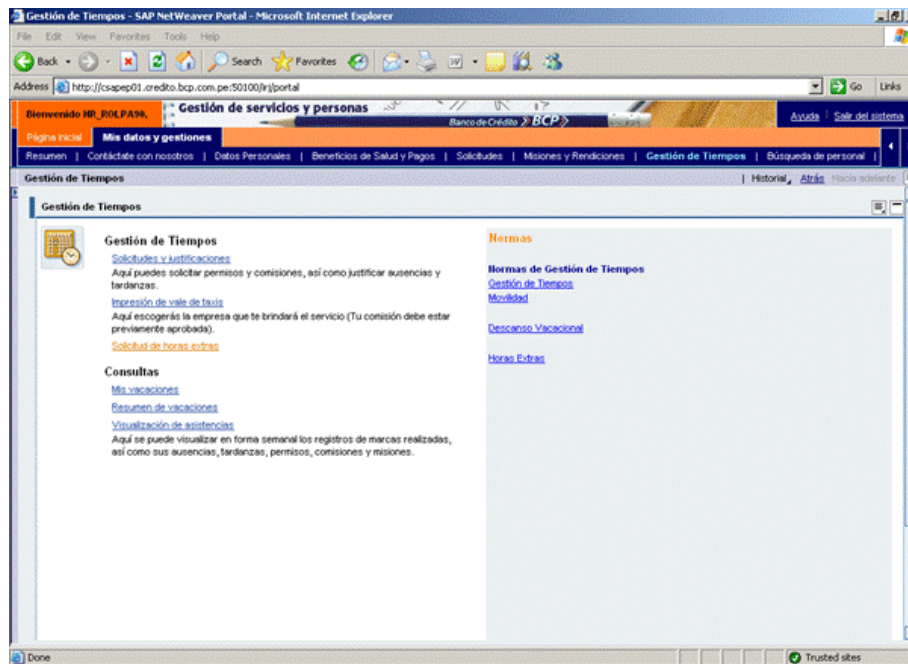 Gestión de Tiempos - SAP NetWeaver Portal - Microsoft Internet Explorer
File Edit View Favorites Tools Help
Back Search Favorites
Address http://csapep01.credito.bcp.com.pe:50100/irj/portal Go Links
Bienvenido HR_ROLPA98, Gestión de servicios y personas Banco de Crédito BCP Ayuda Salir del sistema
Página inicial Mis datos y gestiones
Resumen | Contáctate con nosotros | Datos Personales | Beneficios de Salud y Pagos | Solicitudes | Misiones y Rendiciones | Gestión de Tiempos | Búsqueda de personal |
Gestión de Tiempos | Historial, Atrás Hacia adelante
Gestión de Tiempos
Gestión de Tiempos
Solicitudes y justificaciones
Aquí puedes solicitar permisos y comisiones, así como justificar ausencias y
tardanzas.
Impresión de vale de taxis
Aquí escogerás la empresa que te brindará el servicio (Tu comisión debe estar
previamente aprobada).
Solicitud de horas extras
Consultas
Mis vacaciones
Resumen de vacaciones
Visualización de asistencias
Aquí se puede visualizar en forma semanal los registros de marcas realizadas,
así como sus ausencias, tardanzas, permisos, comisiones y misiones.
Normas
Normas de Gestión de Tiempos
Gestión de Tiempos
Movilidad
Descanso Vacacional
Horas Extras
Done Trusted sites